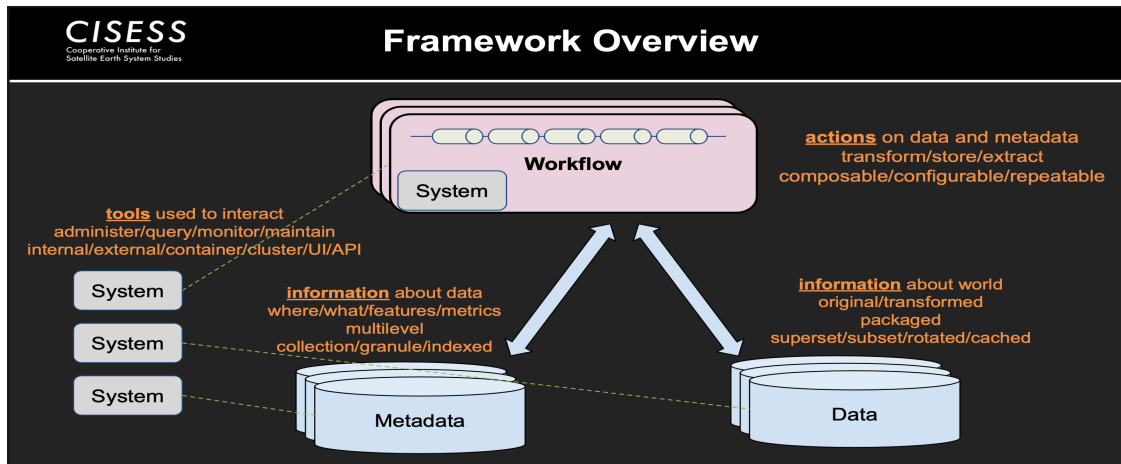 CISESS
Cooperative Institute for
Satellite Earth System Studies
Framework Overview
Workflow
System
actions on data and metadata
transform/store/extract
composable/configurable/repeatable
tools used to interact
administer/query/monitor/maintain
internal/external/container/cluster/UI/API
System
System
System
information about data
where/what/features/metrics
multilevel
collection/granule/indexed
Metadata
information about world
original/transformed
packaged
superset/subset/rotated/cached
Data